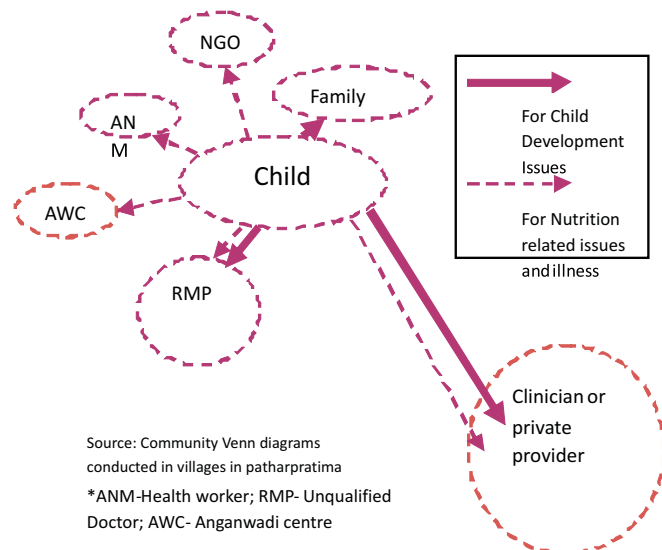 NGO
Family
AN
M
Child
AWC
RMP
For Child
Development
Issues
For Nutrition
related issues
and illness
Clinician or
private
provider
Source: Community Venn diagrams
conducted in villages in patharpratima
*ANM-Health worker; RMP- Unqualified
Doctor; AWC- Anganwadi centre